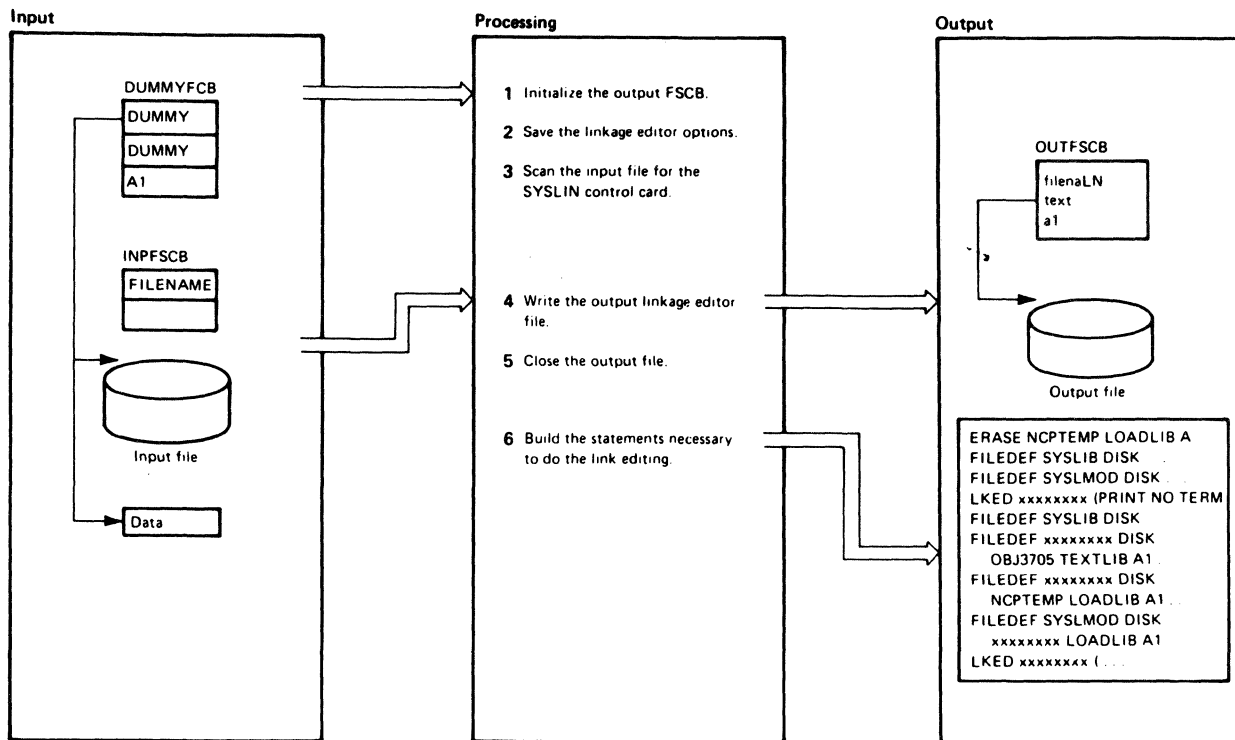 Input
DUMMYFCB
DUMMY
DUMMY
A1
INPFSCB
FILENAME
Input file
Data
Processing
1 Initialize the output FSCB.
2 Save the linkage editor options.
3 Scan the input file for the
SYSLIN control card.
4 Write the output linkage editor
file.
5 Close the output file.
6 Build the statements necessary
to do the link editing.
Output
OUTFSCB
filenaLN
text
a1
Output file
ERASE NCPTEMP LOADLIB A
FILEDEF SYSLIB DISK . .
FILEDEF SYSLMOD DISK . . .
LKED xxxxxxxx (PRINT NO TERM
FILEDEF SYSLIB DISK
FILEDEF xxxxxxxx DISK
OBJ3705 TEXTLIB A1 .
FILEDEF xxxxxxxx DISK
NCPTEMP LOADLIB A1 . .
FILEDEF SYSLMOD DISK
xxxxxxxx LOADLIB A1
LKED xxxxxxxx ( . . .